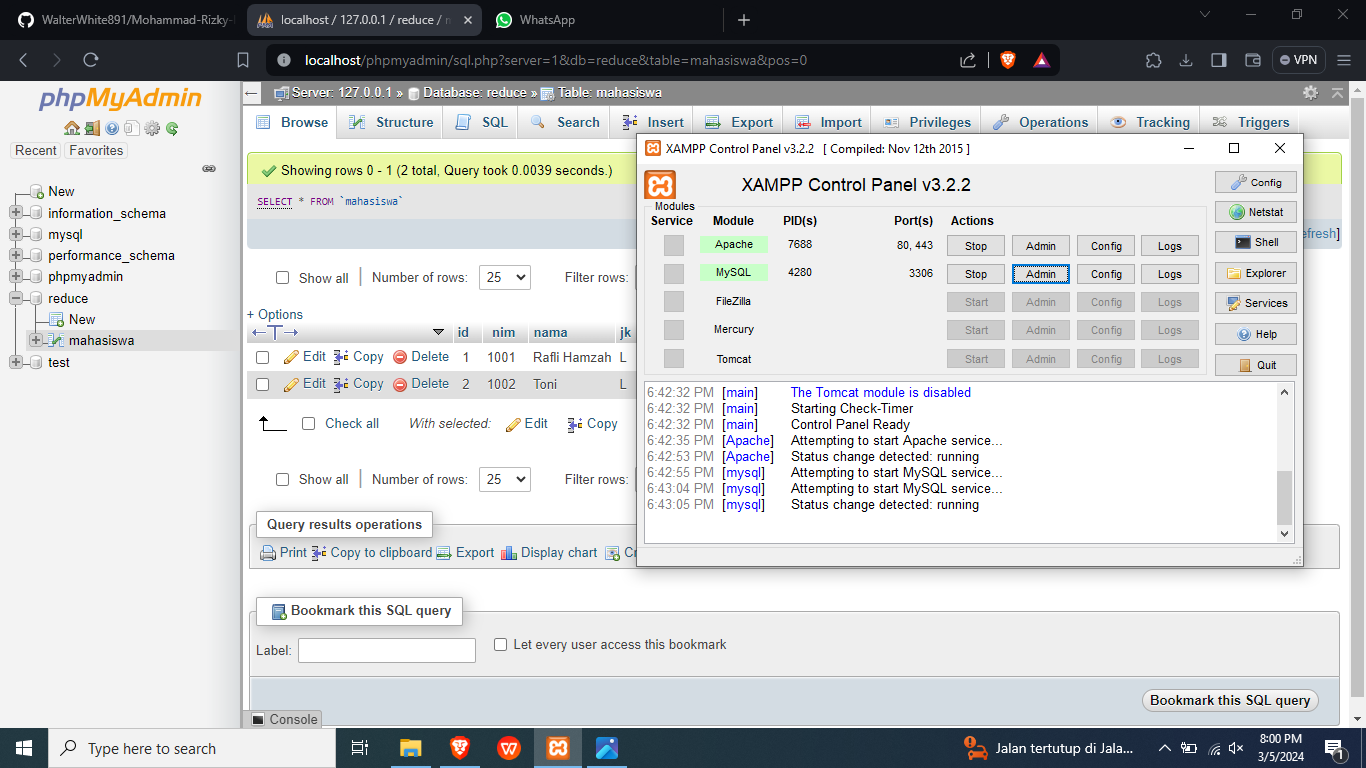 WalterWhite891/Mohammad-Rizky-
localhost / 127.0.0.1 / reduce /
WhatsApp
localhost/phpmyadmin/sql.php?server=1&db=reduce&table=mahasiswa&pos=0
VPN
phpMyAdmin
Recent
Favorites
New
information_schema
mysql
performance_schema
phpmyadmin
reduce
New
mahasiswa
test
Server: 127.0.0.1 » Database: reduce » Table: mahasiswa
Browse
Structure
SQL
Search
Insert
Export
Import
Privileges
Operations
Tracking
Triggers
Showing rows 0 - 1 (2 total, Query took 0.0039 seconds.)
SELECT * FROM `mahasiswa`
efresh]
Show all
Number of rows:
25
Filter rows:
+ Options
id
nim
nama
jk
Edit
Copy
Delete
1
1001
Rafli Hamzah
L
Edit
Copy
Delete
2
1002
Toni
L
Check all
With selected:
Edit
Copy
Show all
Number of rows:
25
Filter rows:
Query results operations
Print
Copy to clipboard
Export
Display chart
Cr
Bookmark this SQL query
Label:
Let every user access this bookmark
Bookmark this SQL query
Console
XAMPP Control Panel v3.2.2 [ Compiled: Nov 12th 2015 ]
XAMPP Control Panel v3.2.2
Modules
Service
Module
PID(s)
Port(s)
Actions
Apache
7688
80, 443
Stop
Admin
Config
Logs
MySQL
4280
3306
Stop
Admin
Config
Logs
FileZilla
Start
Admin
Config
Logs
Mercury
Start
Admin
Config
Logs
Tomcat
Start
Admin
Config
Logs
Config
Netstat
Shell
Explorer
Services
Help
Quit
6:42:32 PM [main] The Tomcat module is disabled
6:42:32 PM [main] Starting Check-Timer
6:42:32 PM [main] Control Panel Ready
6:42:35 PM [Apache] Attempting to start Apache service...
6:42:53 PM [Apache] Status change detected: running
6:42:55 PM [mysql] Attempting to start MySQL service...
6:43:04 PM [mysql] Attempting to start MySQL service...
6:43:05 PM [mysql] Status change detected: running
Type here to search
Jalan tertutup di Jala...
8:00 PM
3/5/2024
1